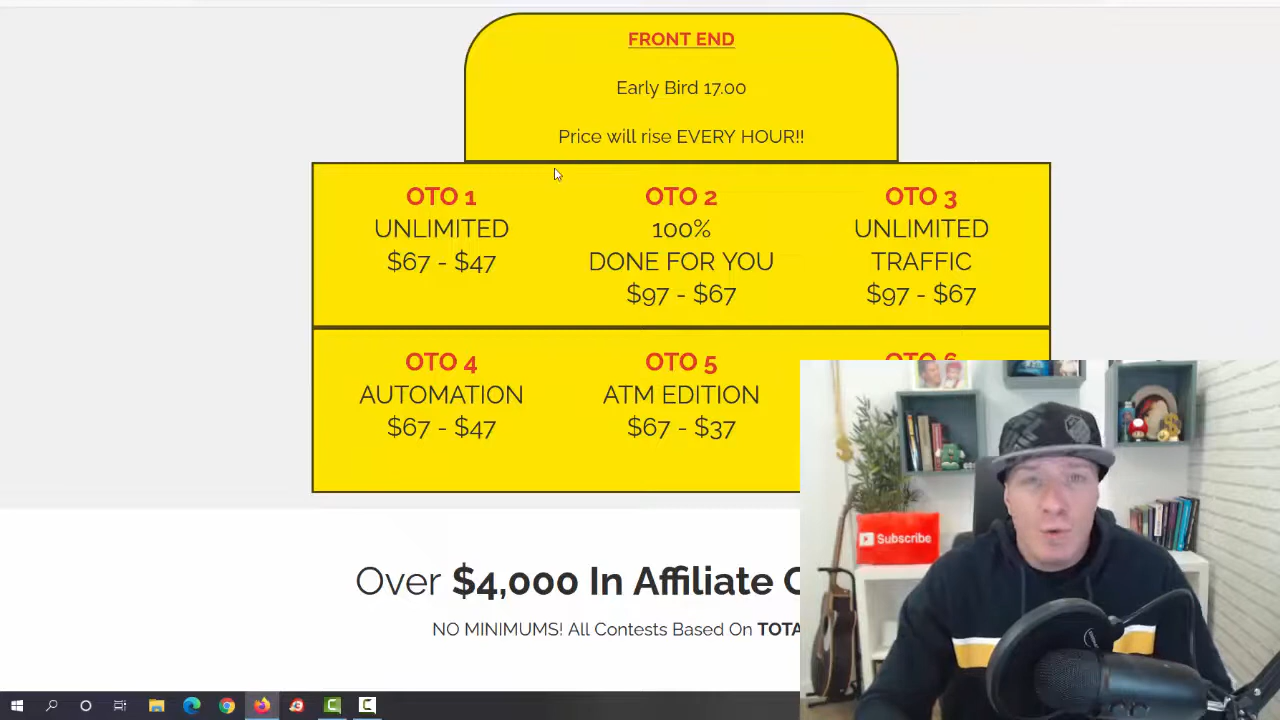 FRONT END
Early Bird 17.00
Price will rise EVERY HOUR!!
OTO 1
UNLIMITED
$67 - $47
OTO 2
100%
DONE FOR YOU
$97 - $67
OTO 3
UNLIMITED
TRAFFIC
$97 - $67
OTO 4
AUTOMATION
$67 - $47
OTO 5
ATM EDITION
$67 - $37
OTO 6
Over $4,000 In Affiliate
NO MINIMUMS! All Contests Based On
Subscribe